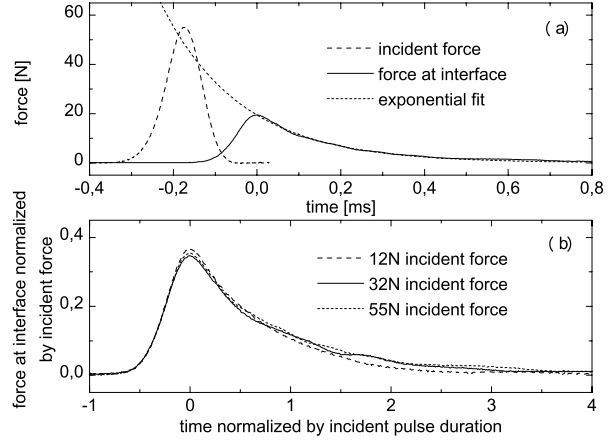 60
40
20
0
force [N]
( a )
incident force
force at interface
exponential fit
-0,4
-0,2
0,0
0,2
0,4
0,6
0,8
time [ms]
0,4
0,2
0,0
force at interface normalized
by incident force
( b )
12N incident force
32N incident force
55N incident force
-1
0
1
2
3
4
time normalized by incident pulse duration